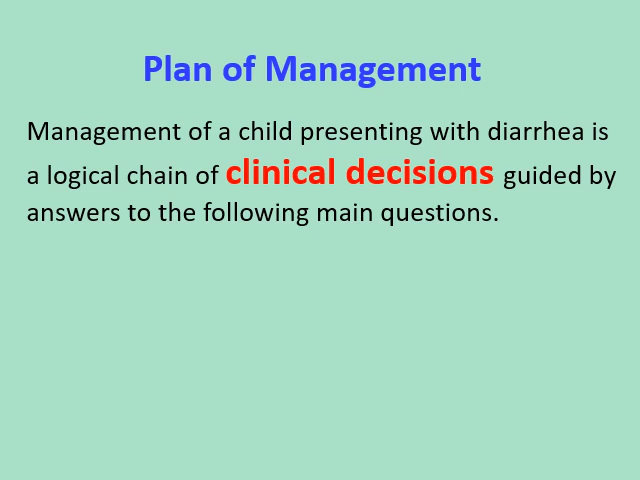 Plan of Management
Management of a child presenting with diarrhea is
a logical chain of clinical decisions guided by
answers to the following main questions.